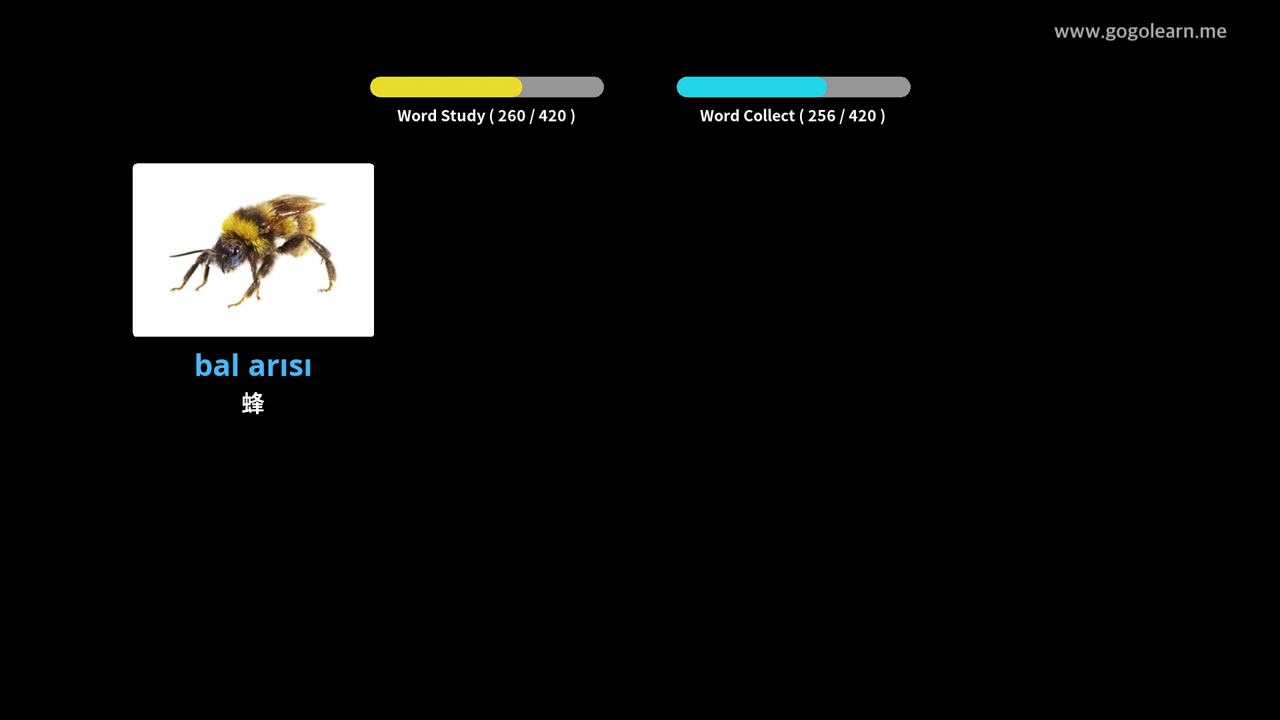 www.gogolearn.me
Word Study ( 260 / 420 )
Word Collect ( 256 / 420 )
bal arısı
蜂